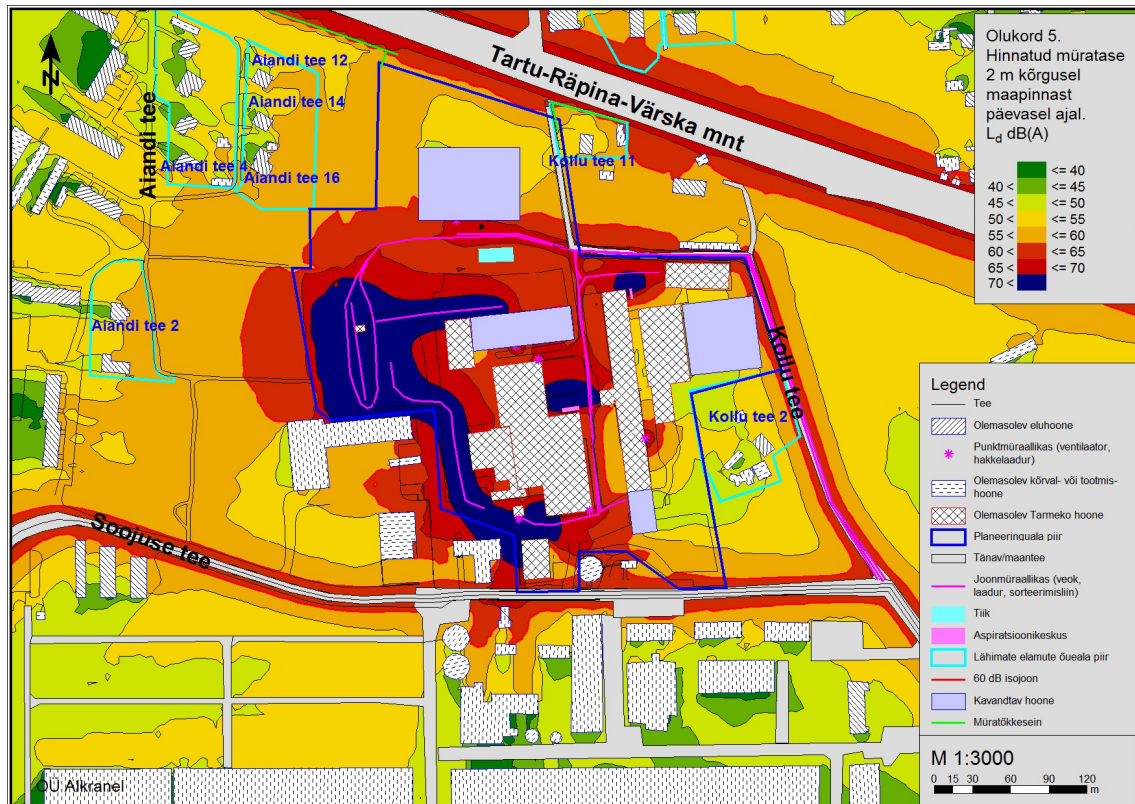 Olukord 5.
Hinnatud müratase
2 m kõrgusel
maapinnast
päevasel ajal.
Ld dB(A)
<= 40
40 < <= 45
45 < <= 50
50 < <= 55
55 < <= 60
60 < <= 65
65 < <= 70
70 <
N
Tartu-Räpina-Värska mnt
Aiandi tee
Aiandi tee 12
Aiandi tee 14
Aiandi tee 4
Aiandi tee 16
Kollu tee 11
Aiandi tee 2
Kollu tee
Kollu tee 2
Soojuse tee
Legend
Tee
Olemasolev eluhoone
Punktmüraallikas (ventilaator,
hakkelaadur)
Olemasolev kõrval- või tootmis-
hoone
Olemasolev Tarmeko hoone
Planeeringuala piir
Tänav/maantee
Joonmüraallikas (veok,
laadur, sorteerimisliin)
Tiik
Aspiratsioonikeskus
Lähimate elamute õueala piir
60 dB isojoon
Kavandtav hoone
Müratõkkesein
M 1:3000
0 15 30 60 90 120
m
OÜ Alkranel